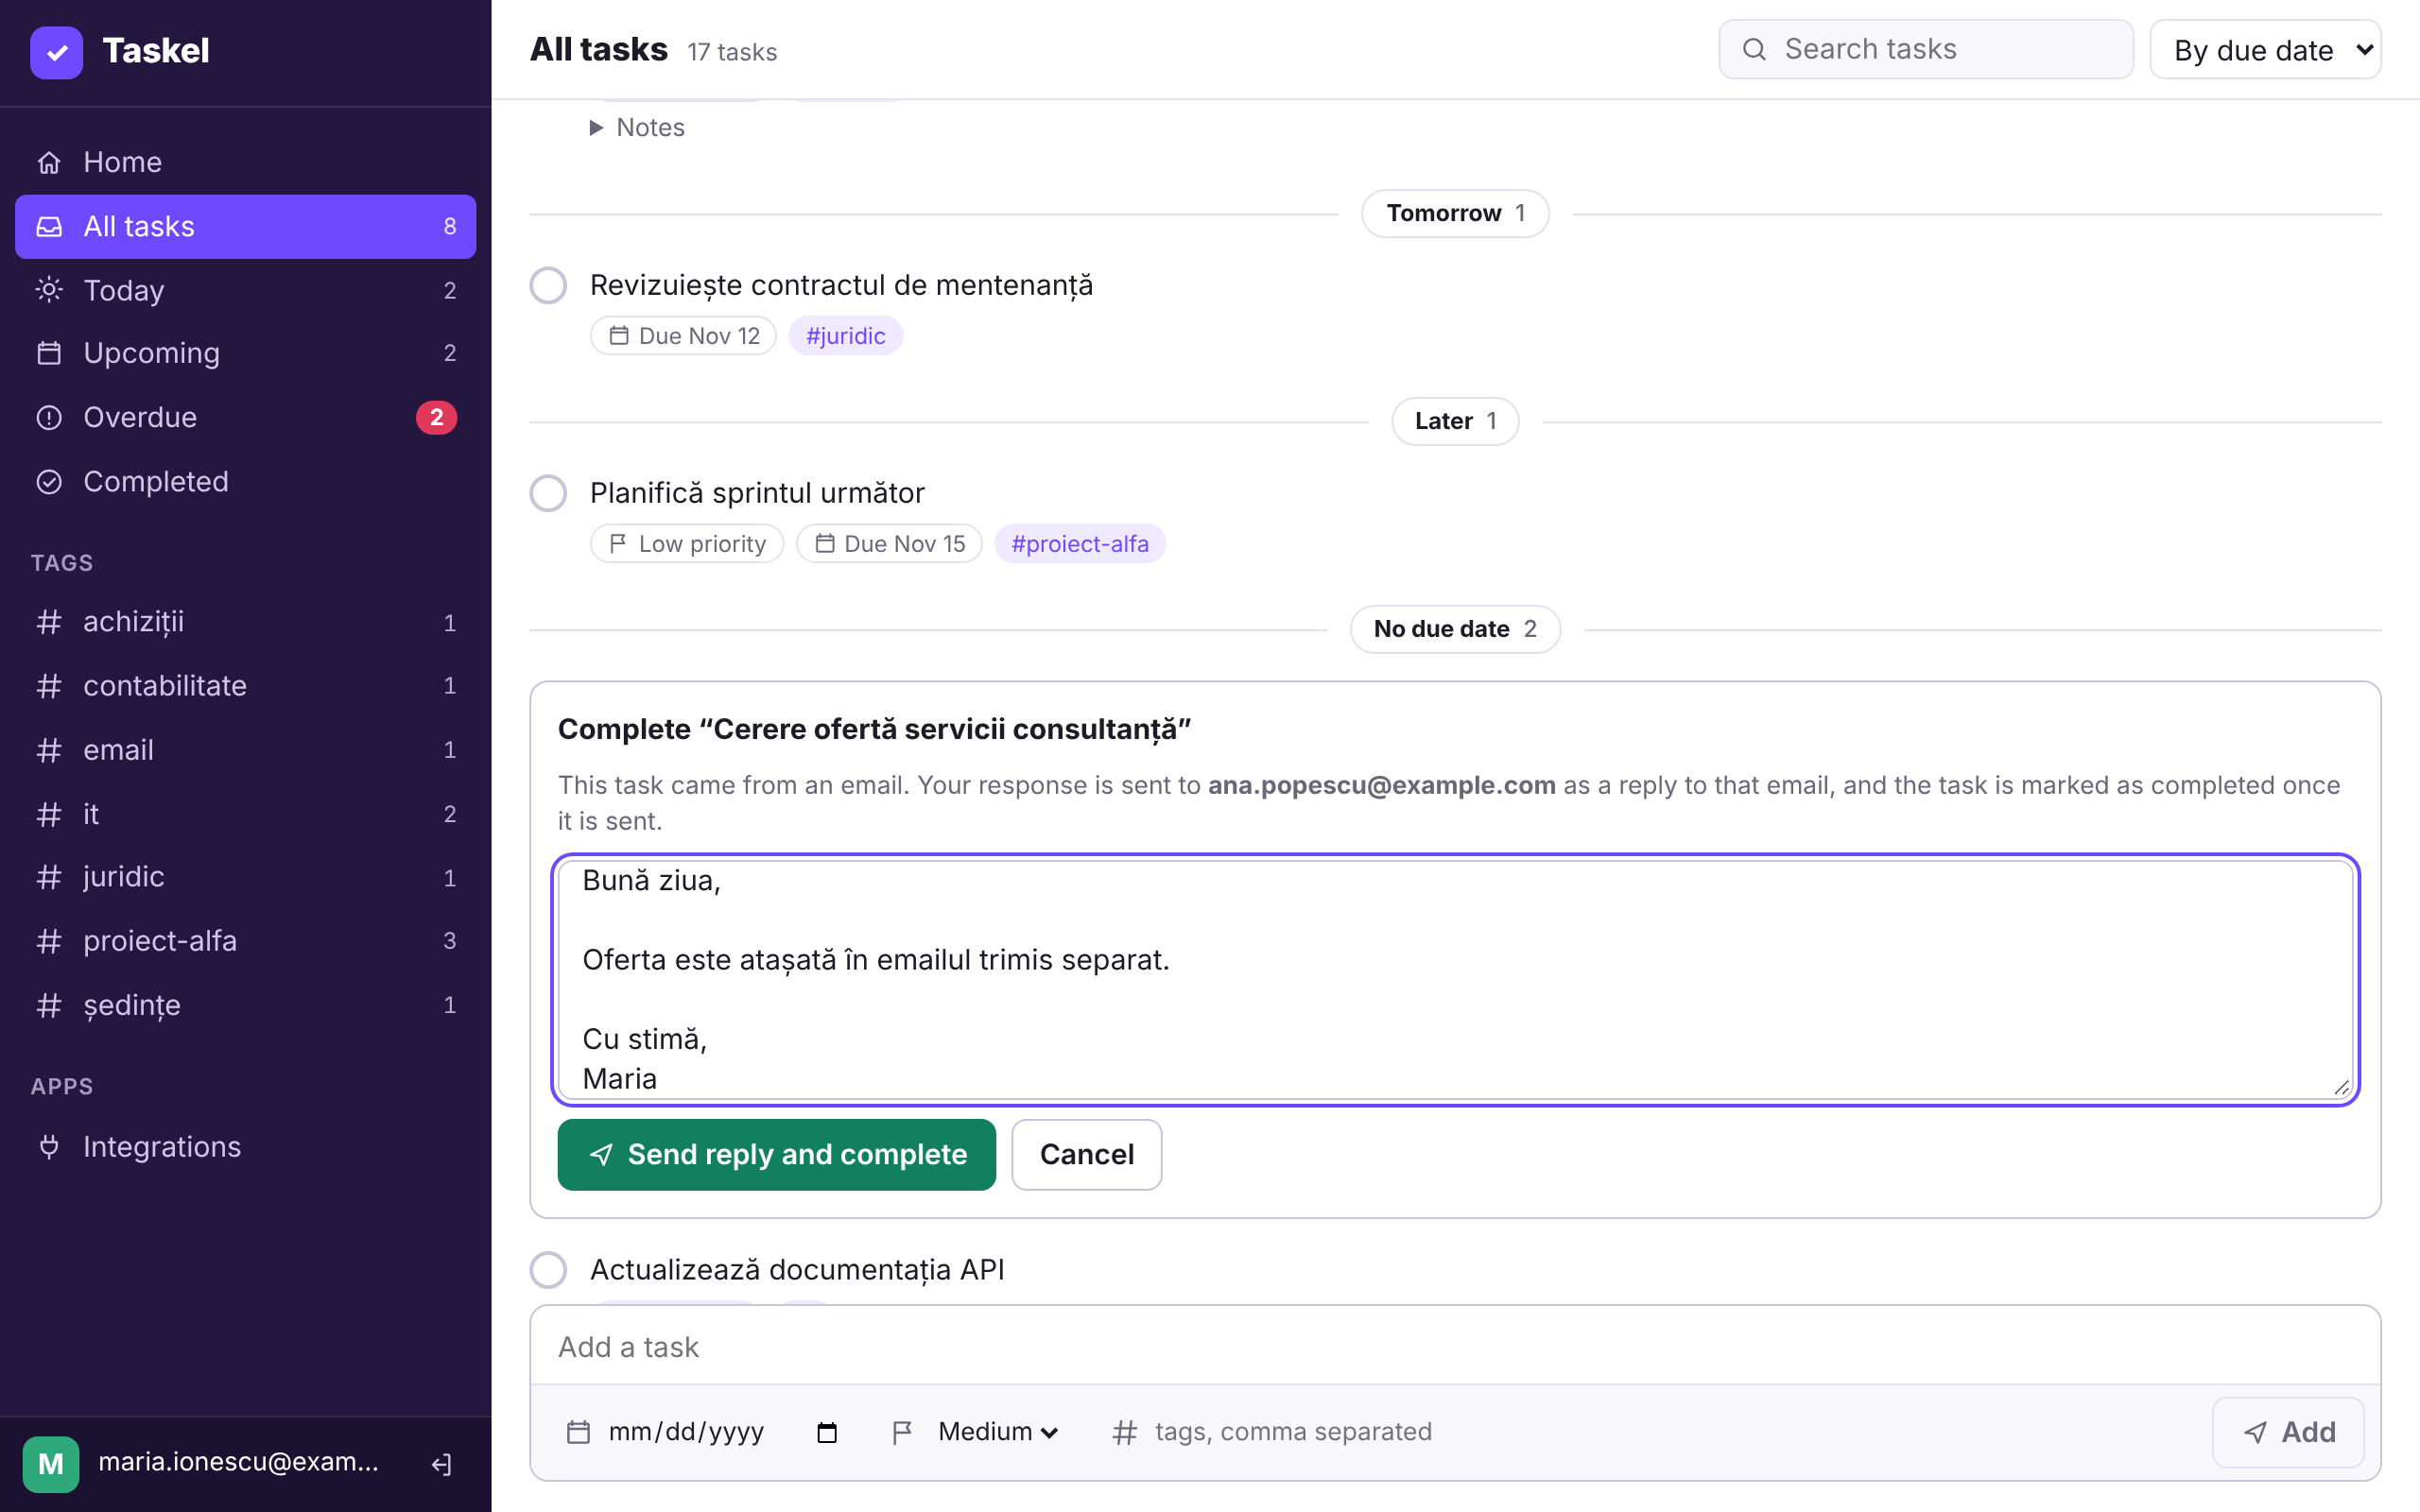 Taskel
Home
All tasks 8
Today 2
Upcoming 2
Overdue 2
Completed
TAGS
# achiziții 1
# contabilitate 1
# email 1
# it 2
# juridic 1
# proiect-alfa 3
# ședințe 1
APPS
Integrations
M maria.ionescu@exam...
All tasks 17 tasks
Search tasks
By due date
Notes
Tomorrow 1
Revizuiește contractul de mentenanță
Due Nov 12 #juridic
Later 1
Planifică sprintul următor
Low priority Due Nov 15 #proiect-alfa
No due date 2
Complete “Cerere ofertă servicii consultanță”
This task came from an email. Your response is sent to ana.popescu@example.com as a reply to that email, and the task is marked as completed once
it is sent.
Bună ziua,
Oferta este atașată în emailul trimis separat.
Cu stimă,
Maria
Send reply and complete
Cancel
Actualizează documentația API
Add a task
mm/dd/yyyy
Medium
# tags, comma separated
Add